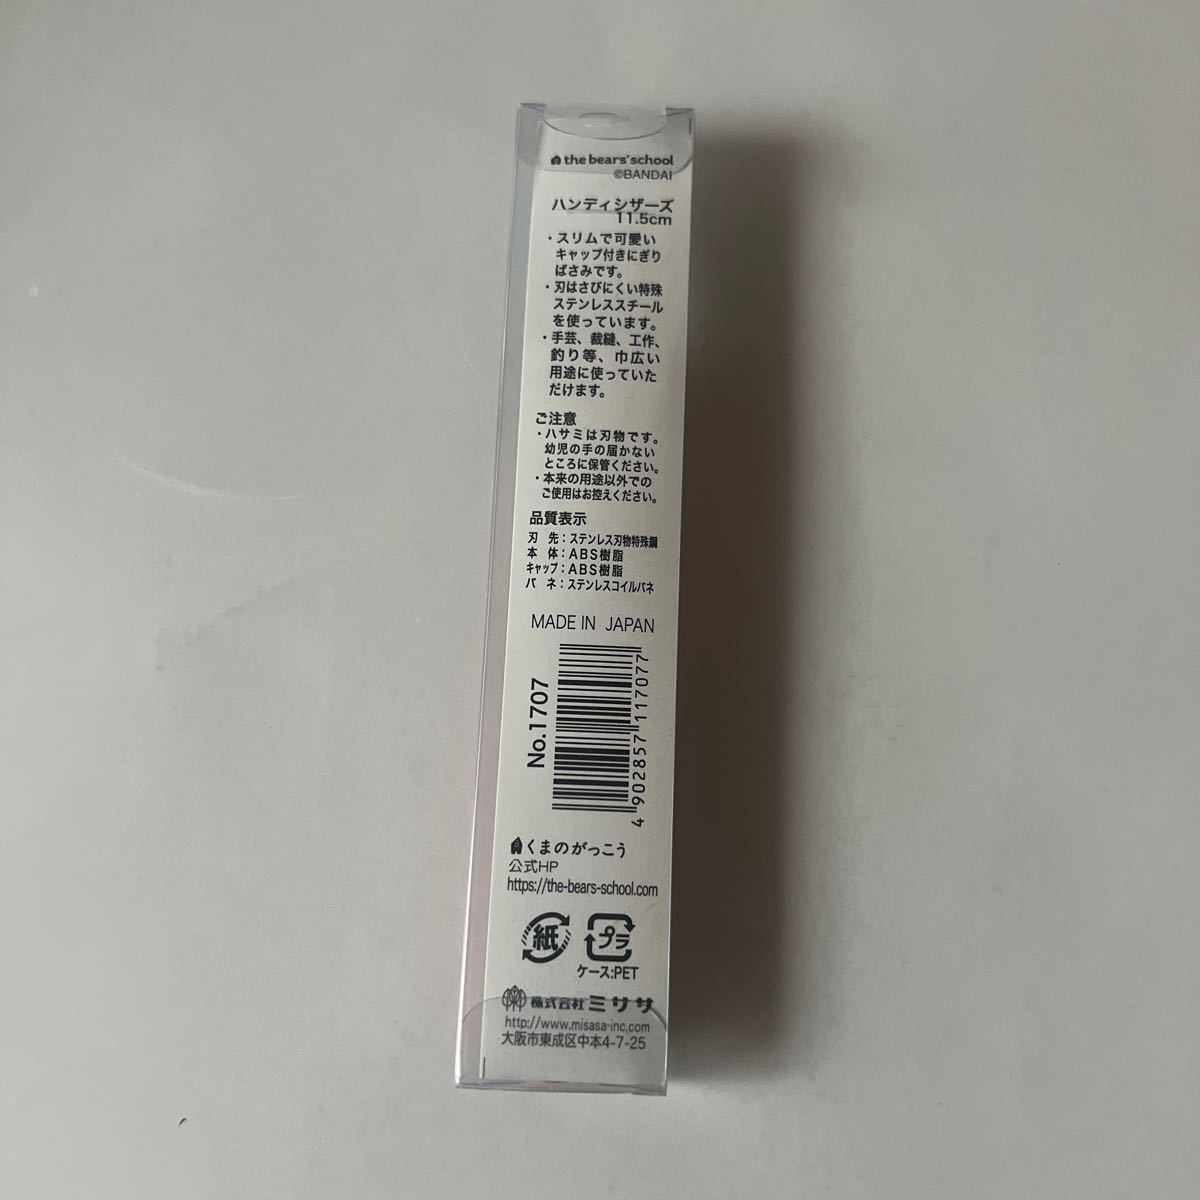 the bears' school
©BANDAI
ハンディシザーズ
11.5cm
・スリムで可愛い
キャップ付きにぎり
ばさみです。
・刃はさびにくい特殊
ステンレススチール
を使っています。
・手芸、裁縫、工作、
釣り等、巾広い
用途に使っていた
だけます。
ご注意
・ハサミは刃物です。
幼児の手の届かない
ところに保管ください。
・本来の用途以外での
ご使用はお控えください。
品質表示
刃 先：ステンレス刃物特殊鋼
本 体：ABS樹脂
キャップ：ABS樹脂
バ ネ：ステンレスコイルバネ
MADE IN JAPAN
No.1707
4 902857 117077
くまのがっこう
公式HP
https://the-bears-school.com
紙
プラ
ケース:PET
株式会社 ミササ
http://www.misasa-inc.com
大阪市東成区中本4-7-25